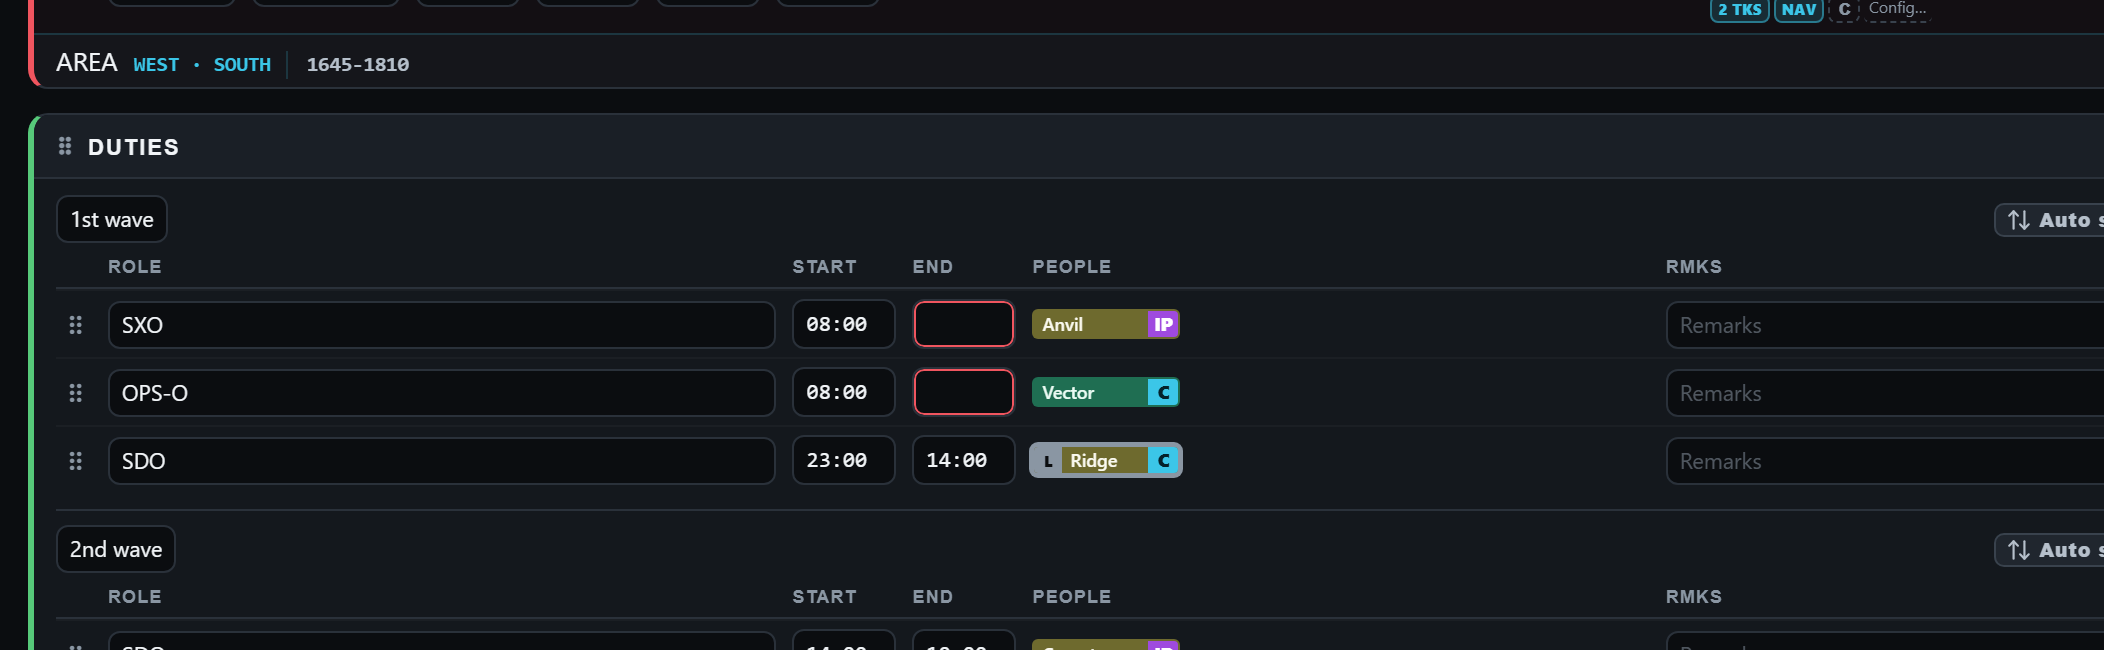 2 TKS NAV C Config...
AREA WEST · SOUTH 1645-1810
DUTIES
1st wave
Auto
ROLE START END PEOPLE RMKS
SXO 08:00 Anvil IP Remarks
OPS-O 08:00 Vector C Remarks
SDO 23:00 14:00 L Ridge C Remarks
2nd wave
Auto
ROLE START END PEOPLE RMKS
SDO